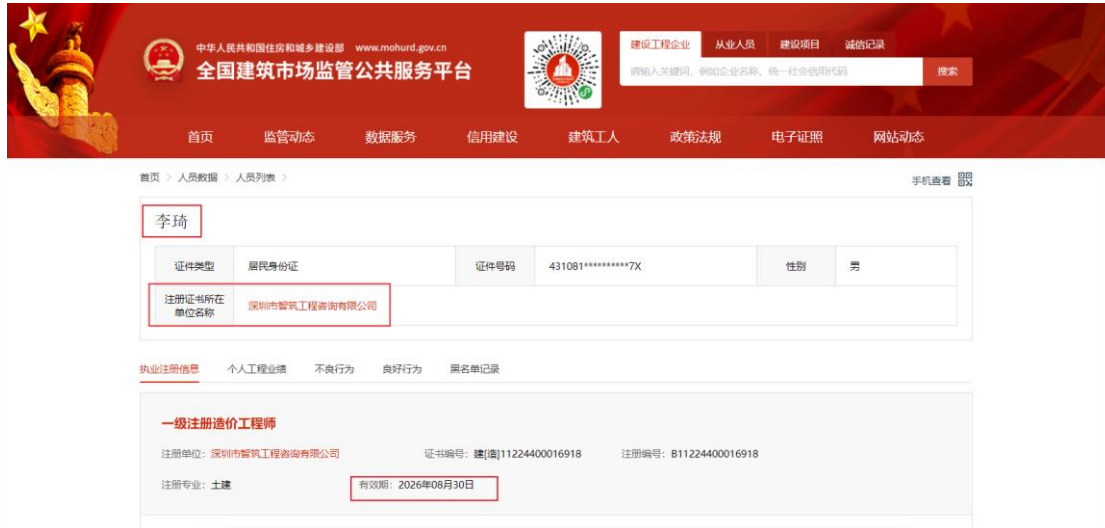 中华人民共和国住房和城乡建设部 www.mohurd.gov.cn
全国建筑市场监管公共服务平台
建设工程企业 从业人员 建设项目 诚信记录
请输入关键词，例如企业名称、统一社会信用代码 搜索
首页 监管动态 数据服务 信用建设 建筑工人 政策法规 电子证照 网站动态
首页 > 人员数据 > 人员列表 >
手机查看
李琦
证件类型 居民身份证 证件号码 431081**********7X 性别 男
注册证书所在
单位名称 深圳市智筑工程咨询有限公司
执业注册信息 个人工程业绩 不良行为 良好行为 黑名单记录
一级注册造价工程师
注册单位：深圳市智筑工程咨询有限公司 证书编号：建[造]11224400016918 注册编号：B11224400016918
注册专业：土建 有效期：2026年08月30日